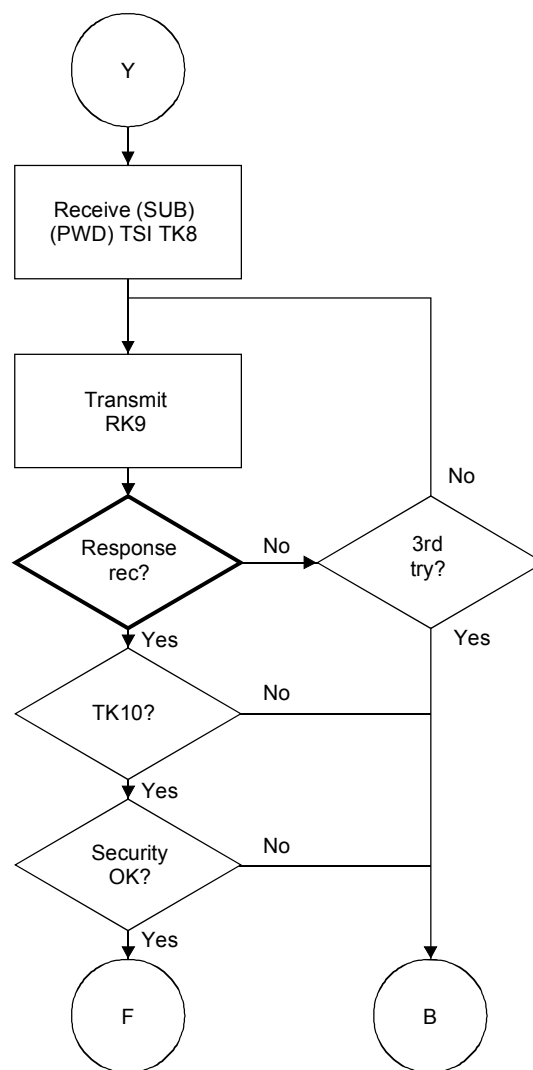 Y
Receive (SUB)
(PWD) TSI TK8
Transmit
RK9
No
Response
rec?
No
3rd
try?
Yes
Yes
TK10?
No
Yes
Security
OK?
No
Yes
F
B